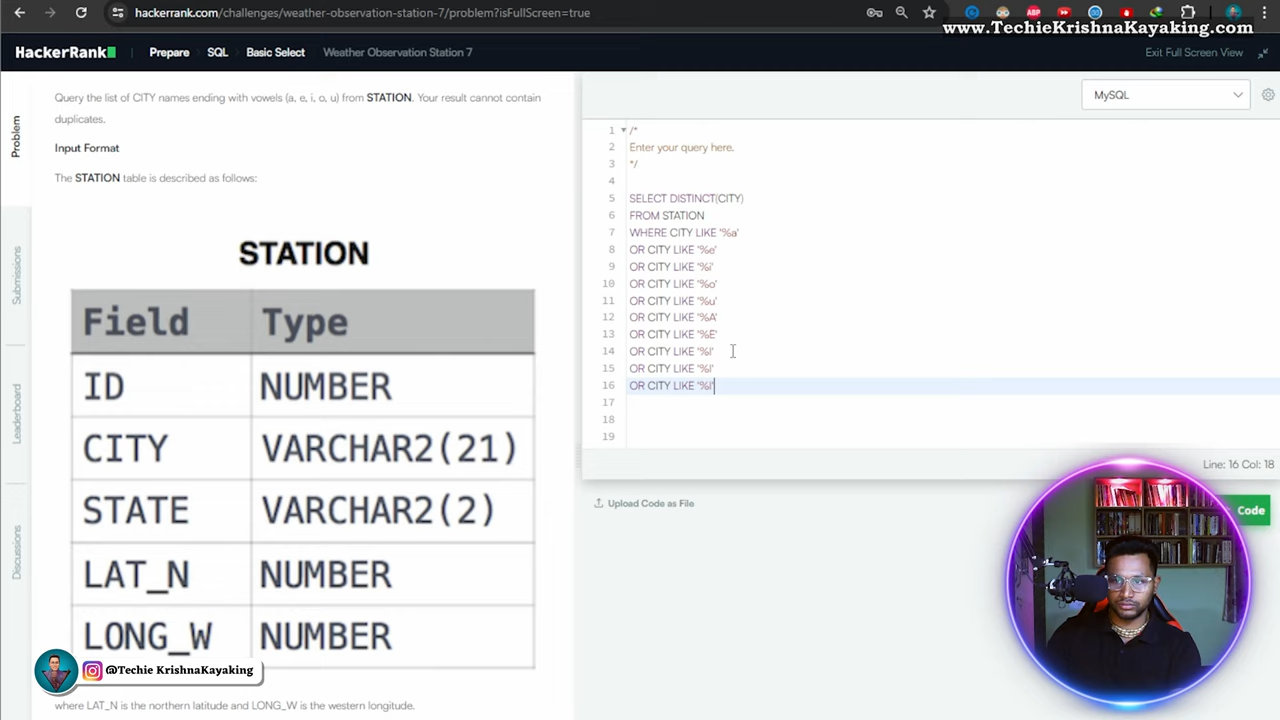 hackerrank.com/challenges/weather-observation-station-7/problem?isFullScreen=true
www.TechieKrishnaKayaking.com
HackerRank Prepare SQL Basic Select Weather Observation Station 7 Exit Full Screen View
Problem
Submissions
Leaderboard
Discussions
Query the list of CITY names ending with vowels (a, e, i, o, u) from STATION. Your result cannot contain
duplicates.
Input Format
The STATION table is described as follows:
STATION
Field Type
ID NUMBER
CITY VARCHAR2(21)
STATE VARCHAR2(2)
LAT_N NUMBER
LONG_W NUMBER
@Techie KrishnaKayaking
where LAT_N is the northern latitude and LONG_W is the western longitude.
MySQL
1 /*
2 Enter your query here.
3 */
4
5 SELECT DISTINCT(CITY)
6 FROM STATION
7 WHERE CITY LIKE '%a'
8 OR CITY LIKE '%e'
9 OR CITY LIKE '%i'
10 OR CITY LIKE '%o'
11 OR CITY LIKE '%u'
12 OR CITY LIKE '%A'
13 OR CITY LIKE '%E'
14 OR CITY LIKE '%I'
15 OR CITY LIKE '%I'
16 OR CITY LIKE '%I'
17
18
19
Line: 16 Col: 18
Upload Code as File
Code